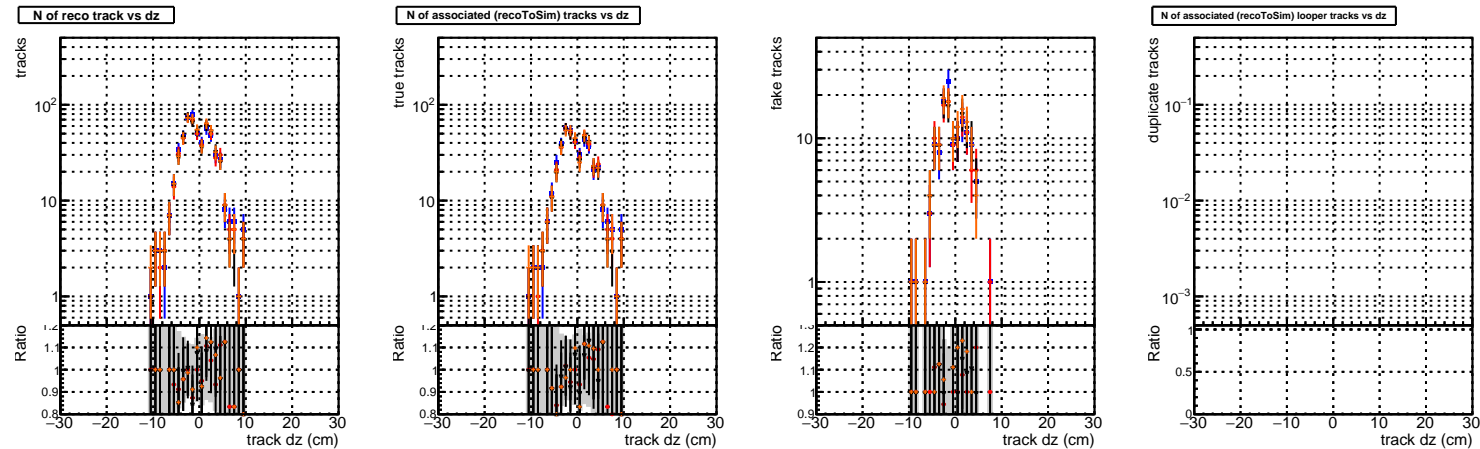 N of reco track vs dz
N of associated (recoToSim) tracks vs dz
N of associated (recoToSim) looper tracks vs dz
tracks
10²
10
1
Ratio
1.2
1.1
1
0.9
0.8
−30 −20 −10 0 10 20 30
track dz (cm)
true tracks
10²
10
1
Ratio
1.2
1.1
1
0.9
0.8
−30 −20 −10 0 10 20 30
track dz (cm)
fake tracks
10
1
Ratio
1.3
1.2
1.1
1
0.9
−30 −20 −10 0 10 20 30
track dz (cm)
duplicate tracks
10⁻¹
10⁻²
10⁻³
Ratio
1
0.5
0
−30 −20 −10 0 10 20 30
track dz (cm)